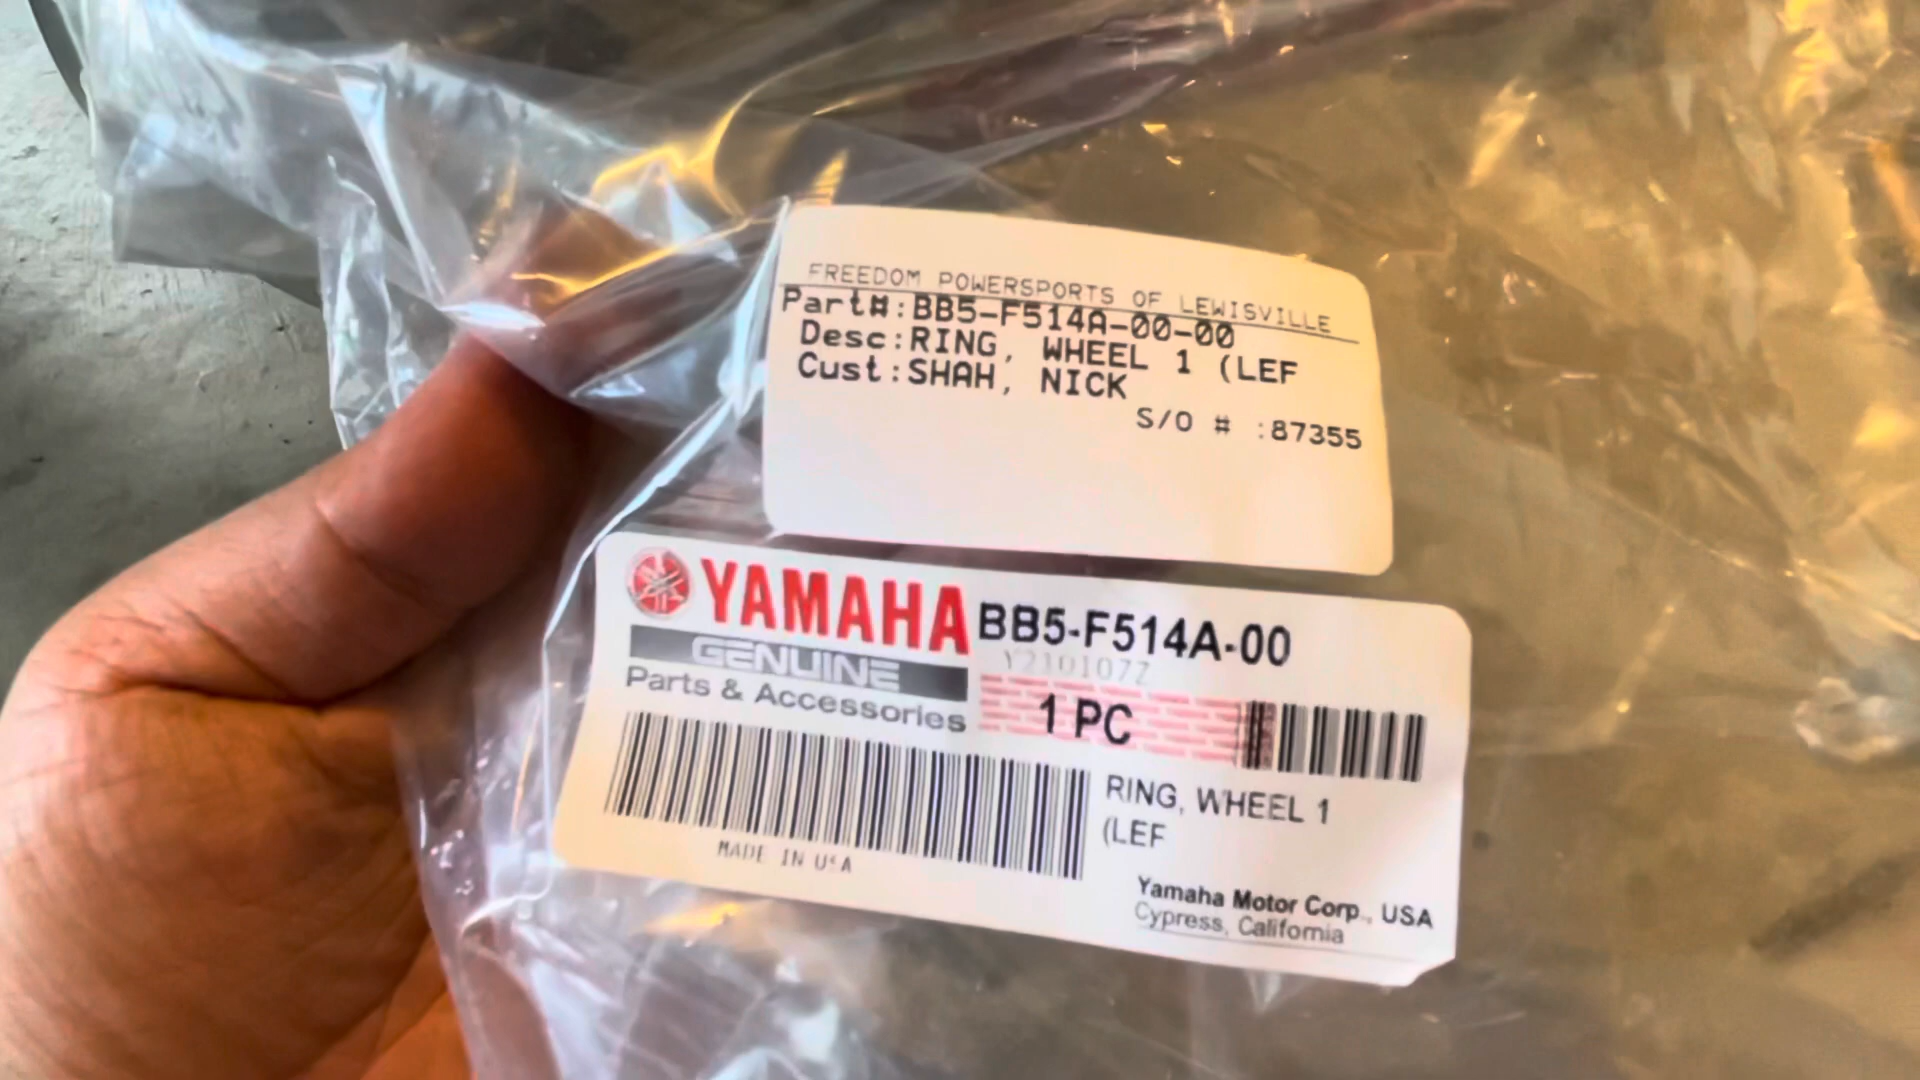 FREEDOM POWERSPORTS OF LEWISVILLE
Part#:BB5-F514A-00-00
Desc:RING, WHEEL 1 (LEF
Cust:SHAH, NICK
S/O # :87355
YAMAHA
GENUINE
Parts & Accessories
BB5-F514A-00
Y210107Z
1 PC
RING, WHEEL 1
(LEF
MADE IN USA
Yamaha Motor Corp., USA
Cypress, California